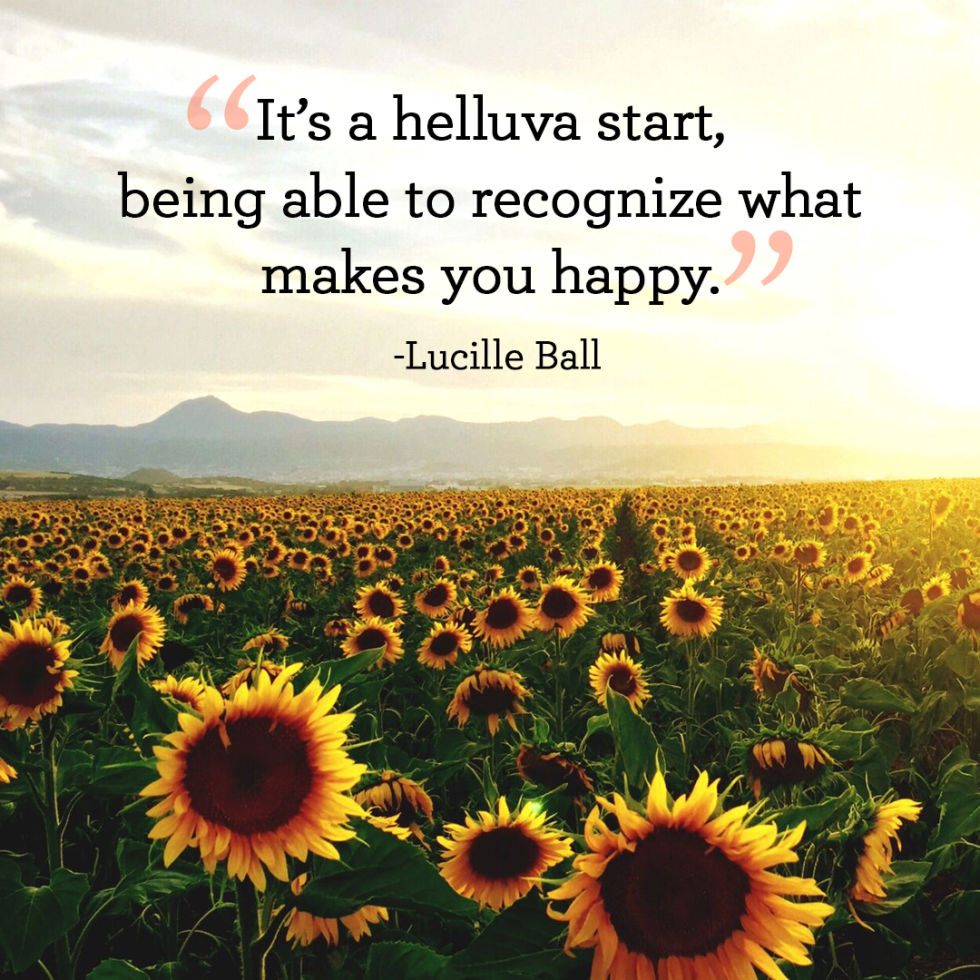 “It’s a helluva start,
being able to recognize what
makes you happy.”
-Lucille Ball